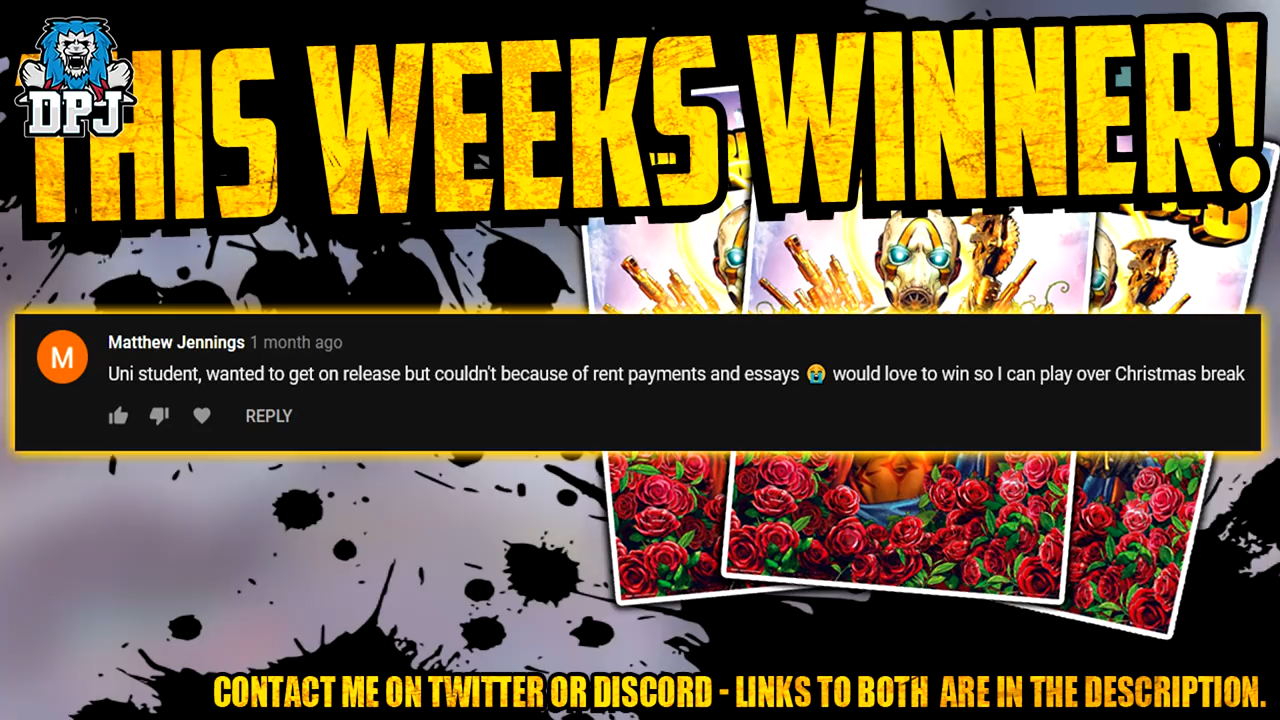 THIS WEEKS WINNER!
DPJ
M
Matthew Jennings 1 month ago
Uni student, wanted to get on release but couldn't because of rent payments and essays 😭 would love to win so I can play over Christmas break
REPLY
CONTACT ME ON TWITTER OR DISCORD - LINKS TO BOTH ARE IN THE DESCRIPTION.